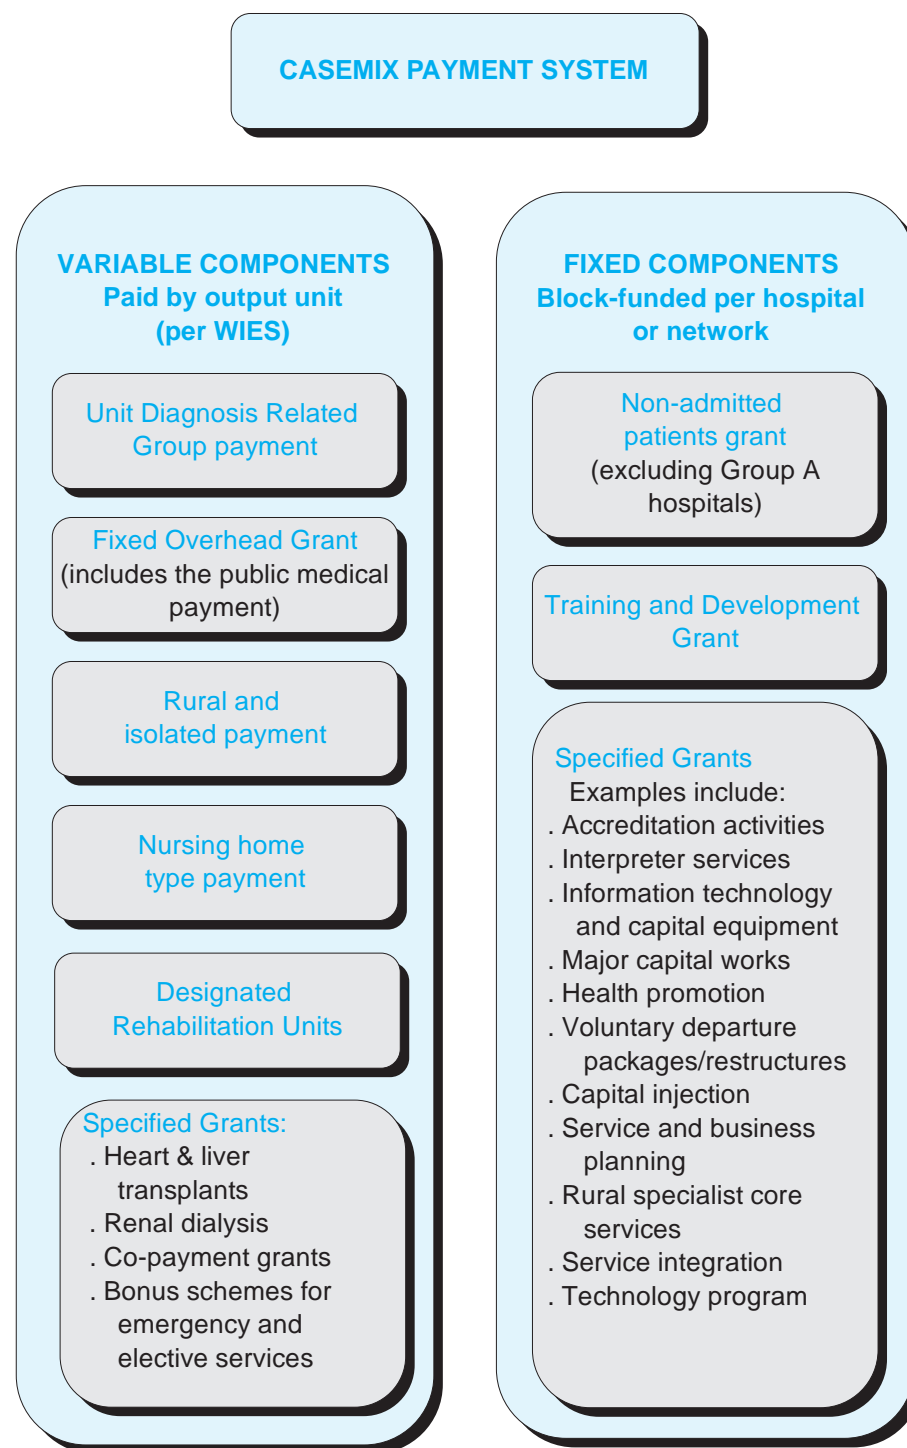 CASEMIX PAYMENT SYSTEM
VARIABLE COMPONENTS
Paid by output unit
(per WIES)
Unit Diagnosis Related
Group payment
Fixed Overhead Grant
(includes the public medical
payment)
Rural and
isolated payment
Nursing home
type payment
Designated
Rehabilitation Units
Specified Grants:
. Heart & liver
transplants
. Renal dialysis
. Co-payment grants
. Bonus schemes for
emergency and
elective services
FIXED COMPONENTS
Block-funded per hospital
or network
Non-admitted
patients grant
(excluding Group A
hospitals)
Training and Development
Grant
Specified Grants
Examples include:
. Accreditation activities
. Interpreter services
. Information technology
and capital equipment
. Major capital works
. Health promotion
. Voluntary departure
packages/restructures
. Capital injection
. Service and business
planning
. Rural specialist core
services
. Service integration
. Technology program